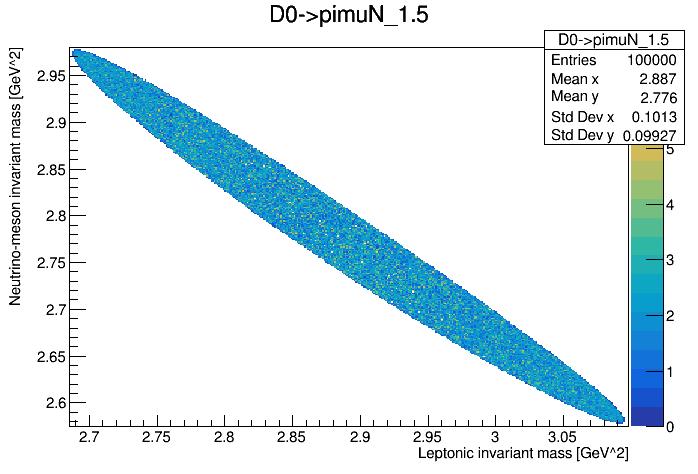 D0->pimuN_1.5
D0->pimuN_1.5
Entries 100000
Mean x 2.887
Mean y 2.776
Std Dev x 0.1013
Std Dev y 0.09927
Neutrino-meson invariant mass [GeV^2]
2.95
2.9
2.85
2.8
2.75
2.7
2.65
2.6
5
4
3
2
1
0
2.7 2.75 2.8 2.85 2.9 2.95 3 3.05
Leptonic invariant mass [GeV^2]